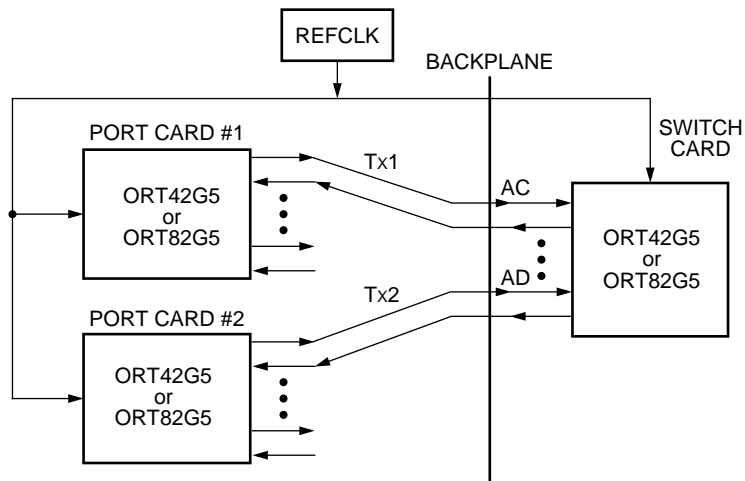 REFCLK
BACKPLANE
PORT CARD #1
SWITCH
CARD
Tx1
AC
ORT42G5
or
ORT82G5
ORT42G5
or
ORT82G5
Tx2
AD
PORT CARD #2
ORT42G5
or
ORT82G5